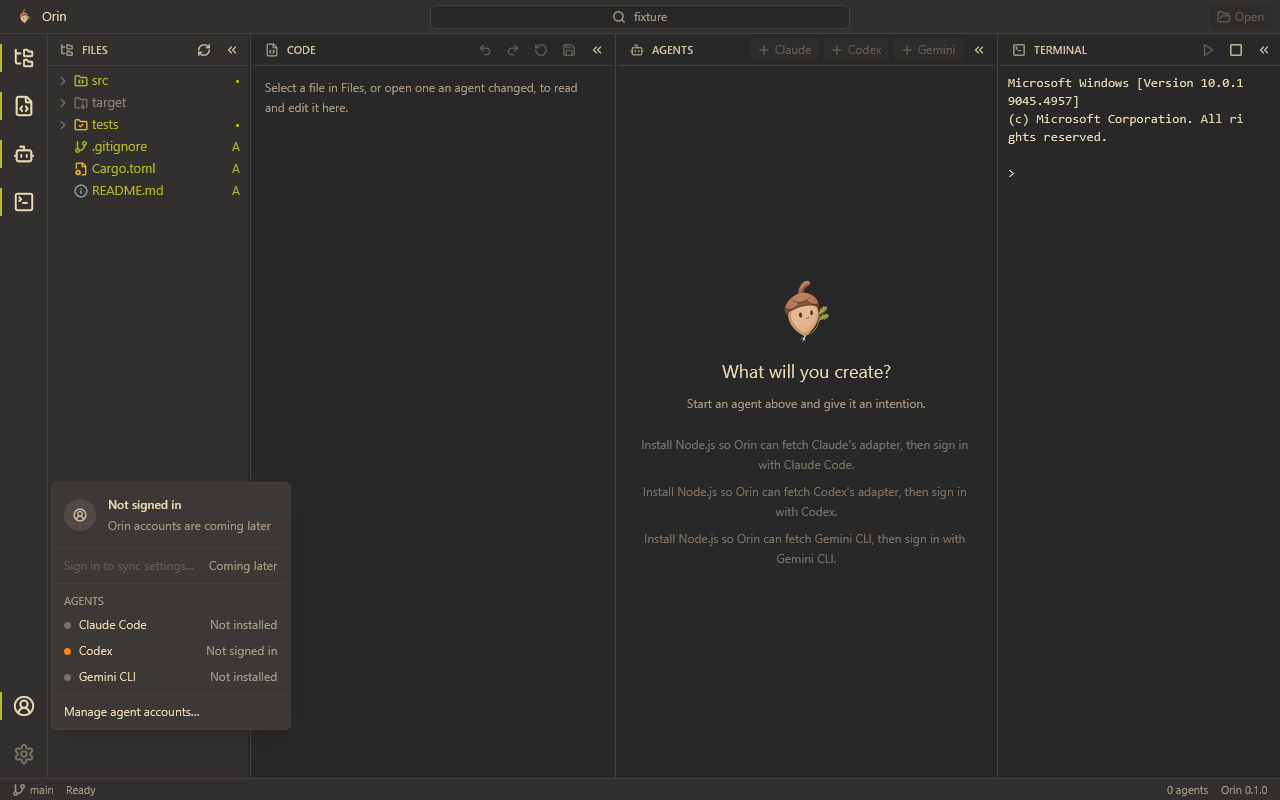 Orin
fixture
Open
FILES
src
target
tests
.gitignore A
Cargo.toml A
README.md A
CODE
Select a file in Files, or open one an agent changed, to read
and edit it here.
AGENTS
+ Claude
+ Codex
+ Gemini
What will you create?
Start an agent above and give it an intention.
Install Node.js so Orin can fetch Claude's adapter, then sign in
with Claude Code.
Install Node.js so Orin can fetch Codex's adapter, then sign in
with Codex.
Install Node.js so Orin can fetch Gemini CLI, then sign in with
Gemini CLI.
TERMINAL
Microsoft Windows [Version 10.0.1
9045.4957]
(c) Microsoft Corporation. All ri
ghts reserved.
>
Not signed in
Orin accounts are coming later
Sign in to sync settings... Coming later
AGENTS
Claude Code Not installed
Codex Not signed in
Gemini CLI Not installed
Manage agent accounts...
main Ready
0 agents Orin 0.1.0